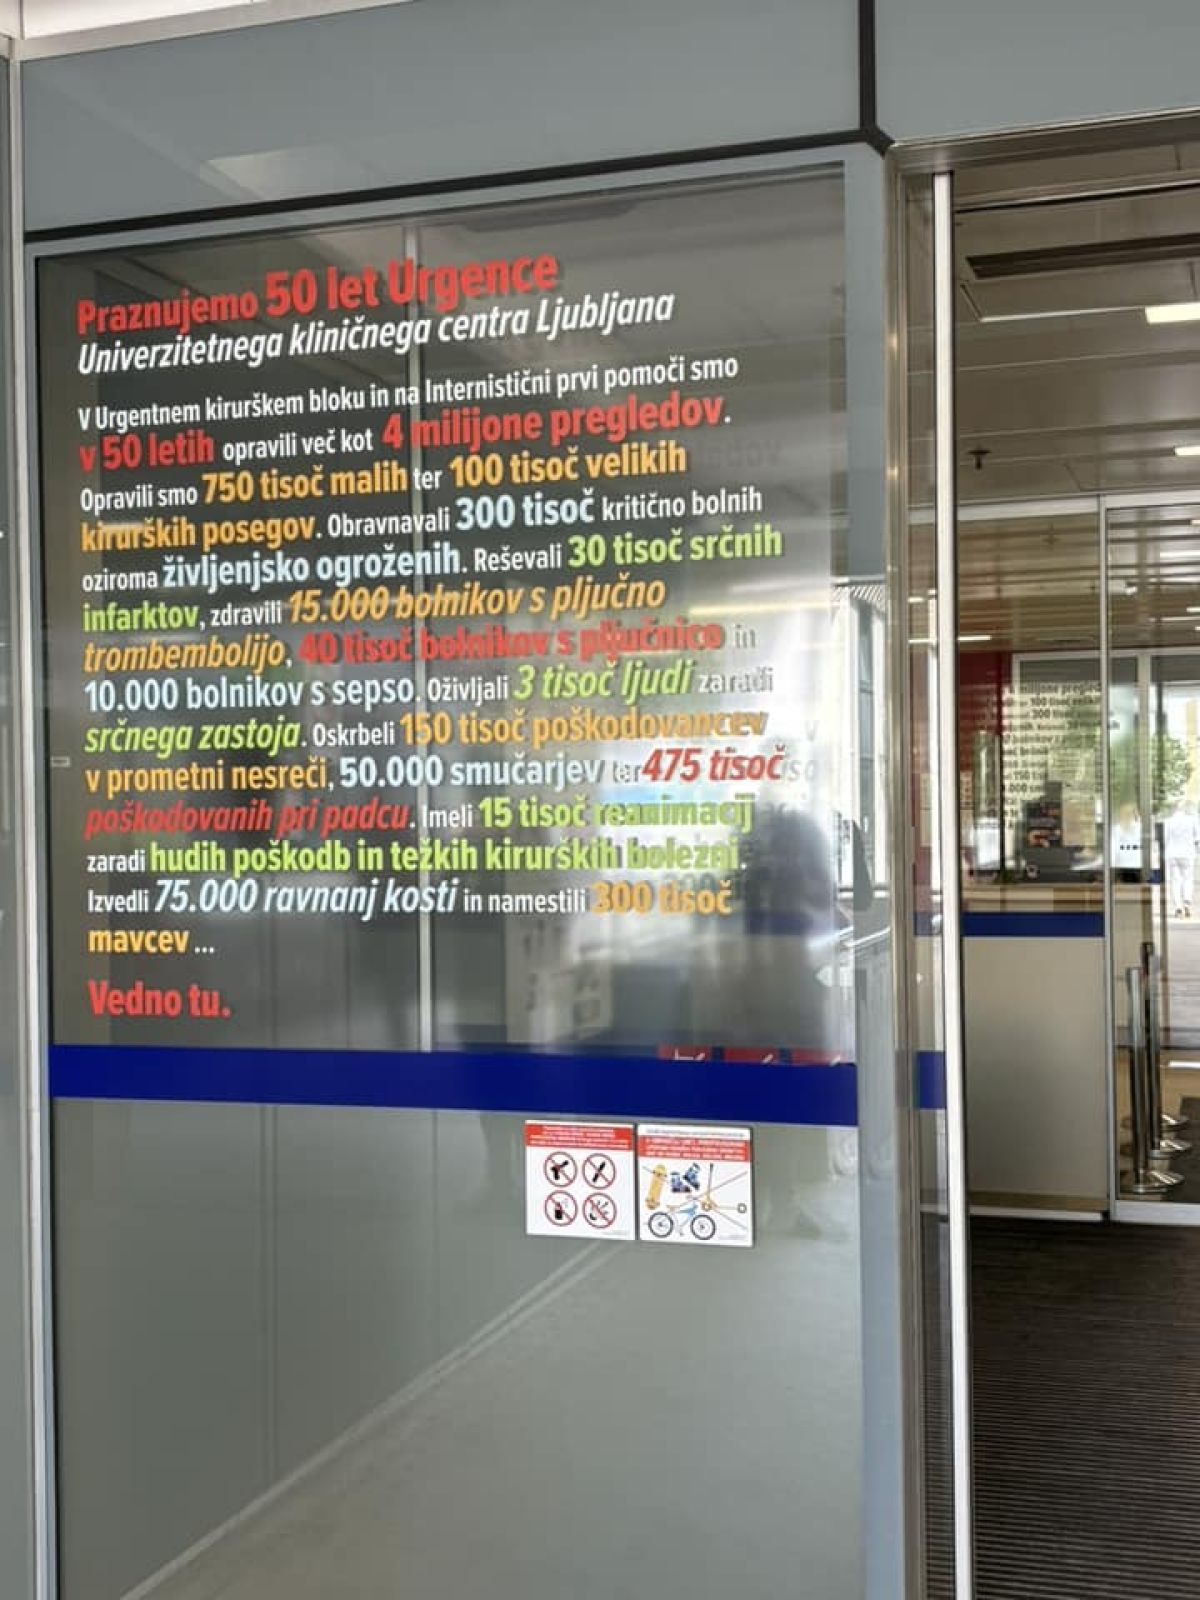 Praznujemo 50 let Urgence
Univerzitetnega kliničnega centra Ljubljana
V Urgentnem kirurškem bloku in na Internistični prvi pomoči smo
v 50 letih opravili več kot 4 milijone pregledov.
Opravili smo 750 tisoč malih ter 100 tisoč velikih
kirurških posegov. Obravnavali 300 tisoč kritično bolnih
oziroma življenjsko ogroženih. Reševali 30 tisoč srčnih
infarktov, zdravili 15.000 bolnikov s pljučno
trombembolijo, 40 tisoč bolnikov s pljučnico in
10.000 bolnikov s sepso. Oživljali 3 tisoč ljudi zaradi
srčnega zastoja. Oskrbeli 150 tisoč poškodovancev
v prometni nesreči, 50.000 smučarjev ter 475 tisoč
poškodovanih pri padcu. Imeli 15 tisoč reanimacij
zaradi hudih poškodb in težkih kirurških bolezni.
Izvedli 75.000 ravnanj kosti in namestili 300 tisoč
mavcev ...
Vedno tu.